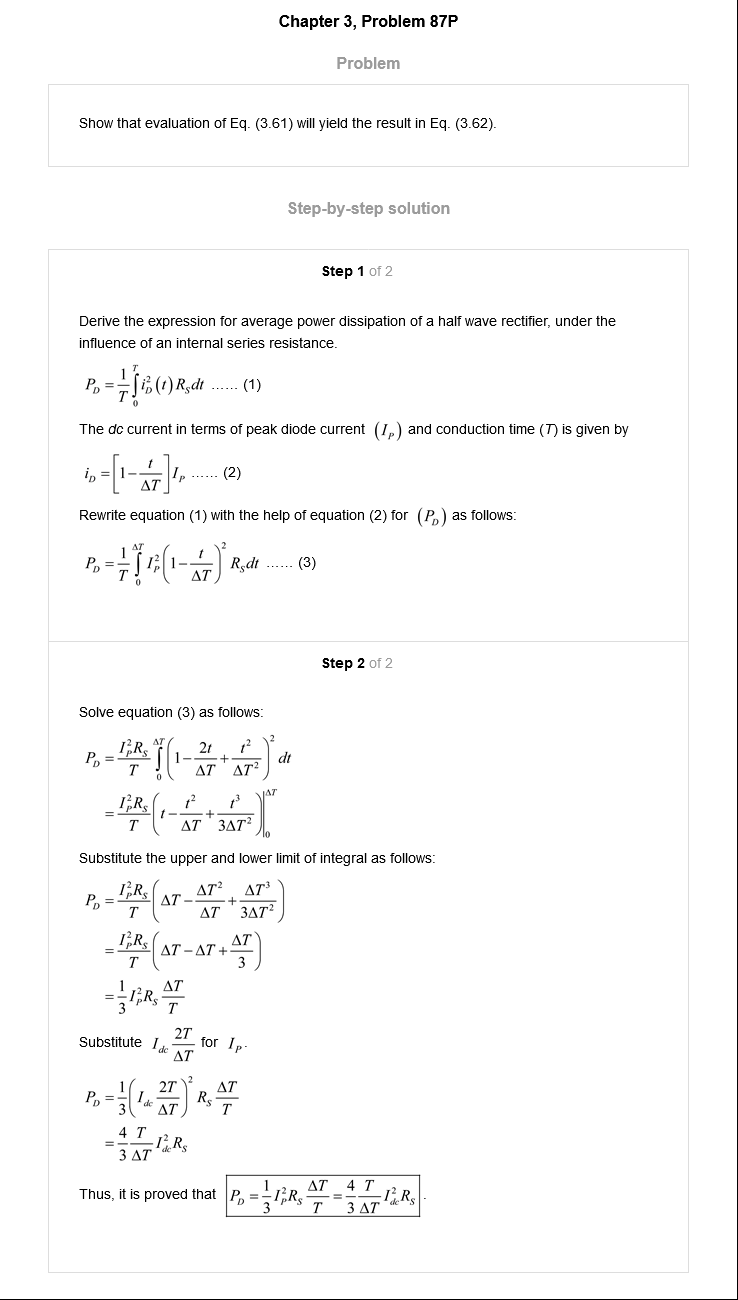 Chapter 3, Problem 87P
Problem
Show that evaluation of Eq. (3.61) will yield the result in Eq. (3.62).
Step-by-step solution
Step 1 of 2
Derive the expression for average power dissipation of a half wave rectifier, under the
influence of an internal series resistance.
$P_D = \frac{1}{T}\int_0^T i_D^2(t) R_s dt$ ...... (1)
The dc current in terms of peak diode current $(I_P)$ and conduction time (T) is given by
$i_D = \left[1-\frac{t}{\Delta T}\right] I_P$ ...... (2)
Rewrite equation (1) with the help of equation (2) for $(P_D)$ as follows:
$P_D = \frac{1}{T}\int_0^{\Delta T} I_P^2 \left(1-\frac{t}{\Delta T}\right)^2 R_s dt$ ...... (3)
Step 2 of 2
Solve equation (3) as follows:
$P_D = \frac{I_P^2 R_S}{T}\int_0^{\Delta T} \left(1-\frac{2t}{\Delta T}+\frac{t^2}{\Delta T^2}\right)^2 dt$
$= \frac{I_P^2 R_S}{T}\left(t-\frac{t^2}{\Delta T}+\frac{t^3}{3\Delta T^2}\right)\Big|_0^{\Delta T}$
Substitute the upper and lower limit of integral as follows:
$P_D = \frac{I_P^2 R_S}{T}\left(\Delta T-\frac{\Delta T^2}{\Delta T}+\frac{\Delta T^3}{3\Delta T^2}\right)$
$= \frac{I_P^2 R_S}{T}\left(\Delta T-\Delta T+\frac{\Delta T}{3}\right)$
$= \frac{1}{3} I_P^2 R_S \frac{\Delta T}{T}$
Substitute $I_{dc}\frac{2T}{\Delta T}$ for $I_P$.
$P_D = \frac{1}{3}\left(I_{dc}\frac{2T}{\Delta T}\right)^2 R_S \frac{\Delta T}{T}$
$= \frac{4}{3}\frac{T}{\Delta T} I_{dc}^2 R_S$
Thus, it is proved that $P_D = \frac{1}{3} I_P^2 R_S \frac{\Delta T}{T} = \frac{4}{3}\frac{T}{\Delta T} I_{dc}^2 R_S$.